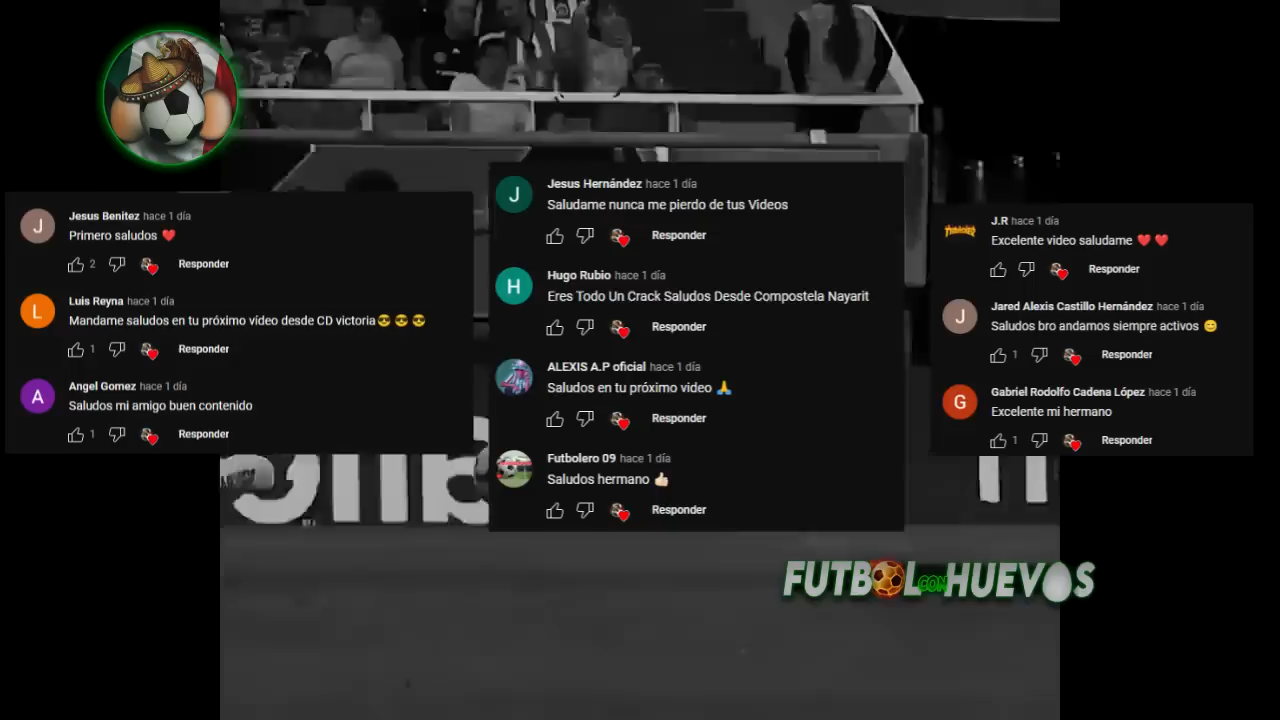 Jesus Benítez hace 1 día
Primero saludos ❤️
2 Responder
Luis Reyna hace 1 día
Mandame saludos en tu próximo vídeo desde CD victoria😎 😎 😎
1 Responder
Angel Gomez hace 1 día
Saludos mi amigo buen contenido
1 Responder
Jesus Hernández hace 1 día
Saludame nunca me pierdo de tus Videos
Responder
Hugo Rubio hace 1 día
Eres Todo Un Crack Saludos Desde Compostela Nayarit
Responder
ALEXIS A.P oficial hace 1 día
Saludos en tu próximo video 🙏
Responder
Futbolero 09 hace 1 día
Saludos hermano 👍🏻
Responder
J.R hace 1 día
Excelente video saludame ❤️ ❤️
Responder
Jared Alexis Castillo Hernández hace 1 día
Saludos bro andamos siempre activos 😊
1 Responder
Gabriel Rodolfo Cadena López hace 1 día
Excelente mi hermano
1 Responder
FUTBOL CON HUEVOS